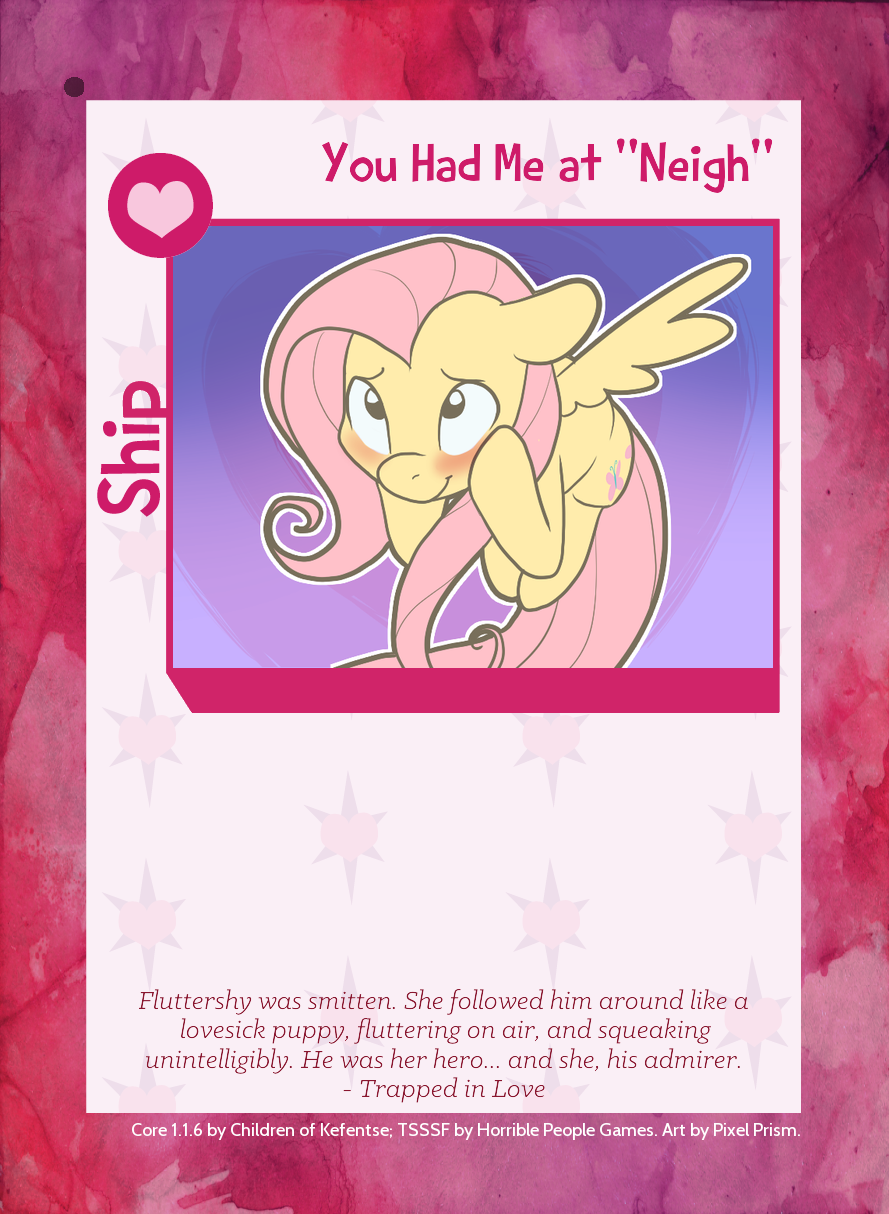 You Had Me at "Neigh"
Ship
Fluttershy was smitten. She followed him around like a
lovesick puppy, fluttering on air, and squeaking
unintelligibly. He was her hero... and she, his admirer.
- Trapped in Love
Core 1.1.6 by Children of Kefentse; TSSSF by Horrible People Games. Art by Pixel Prism.